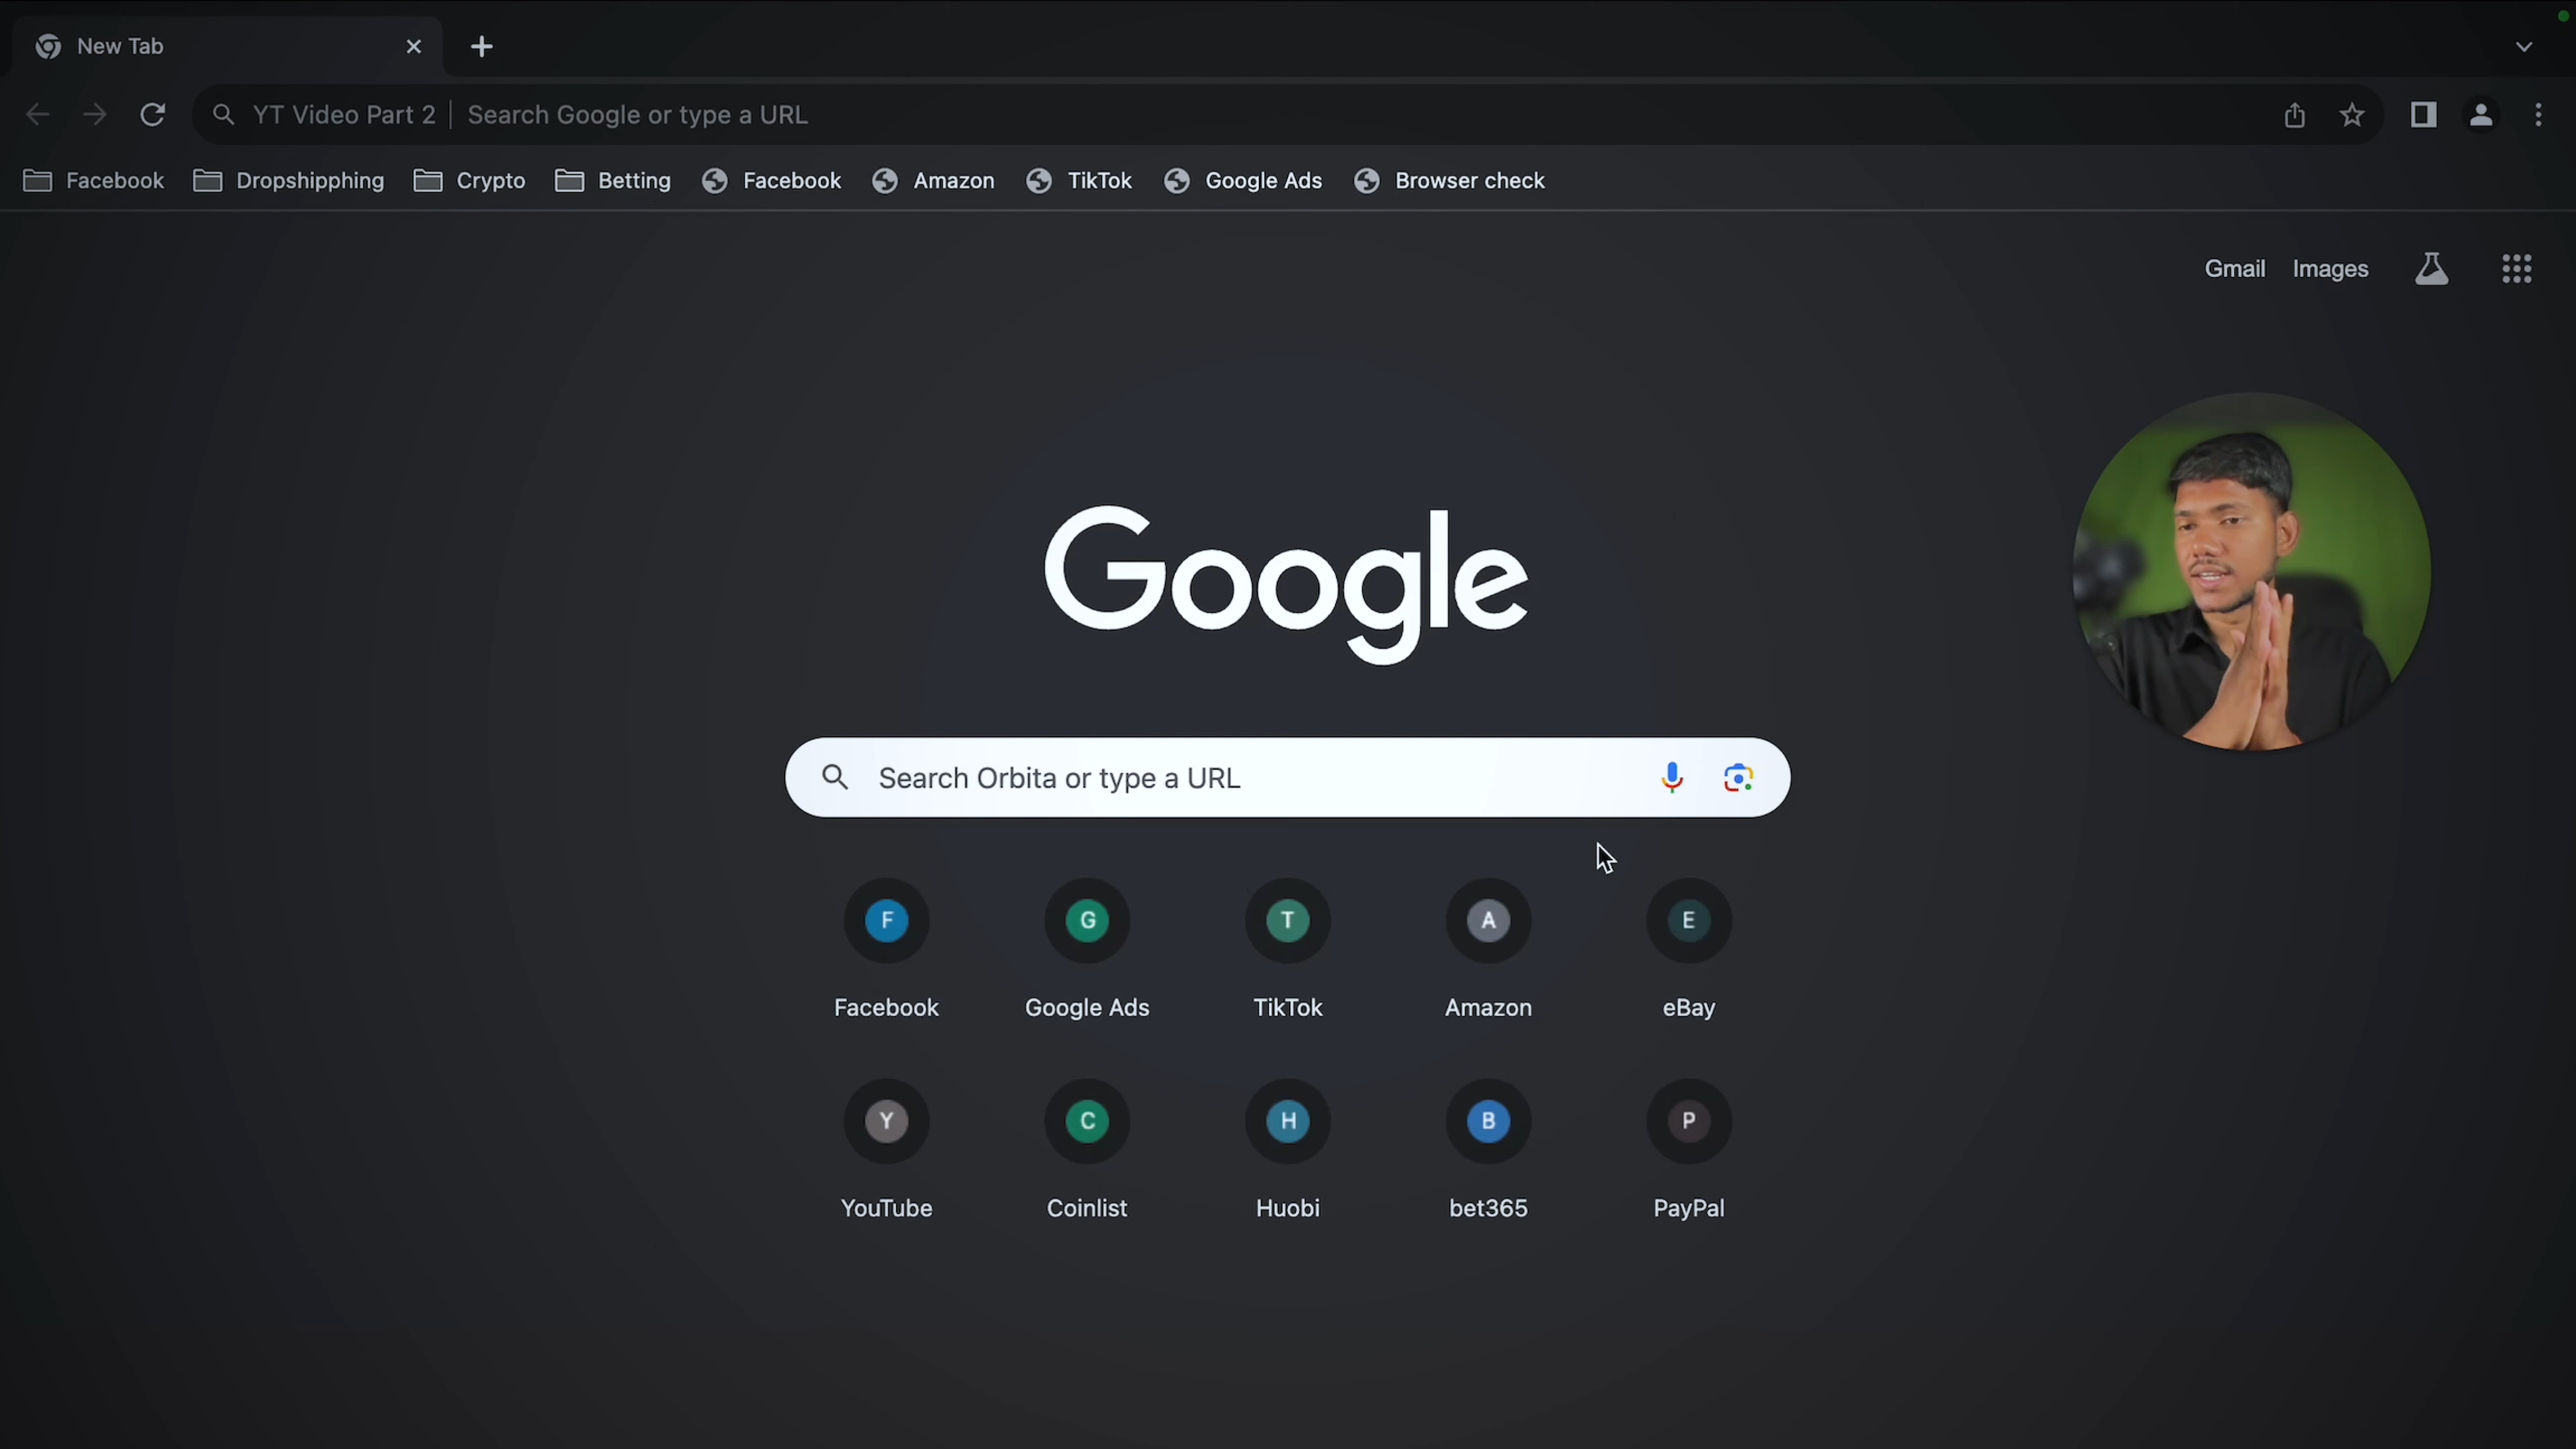 New Tab
YT Video Part 2 | Search Google or type a URL
Facebook Dropshipphing Crypto Betting Facebook Amazon TikTok Google Ads Browser check
Gmail Images
Google
Search Orbita or type a URL
F G T A E
Facebook Google Ads TikTok Amazon eBay
Y C H B P
YouTube Coinlist Huobi bet365 PayPal